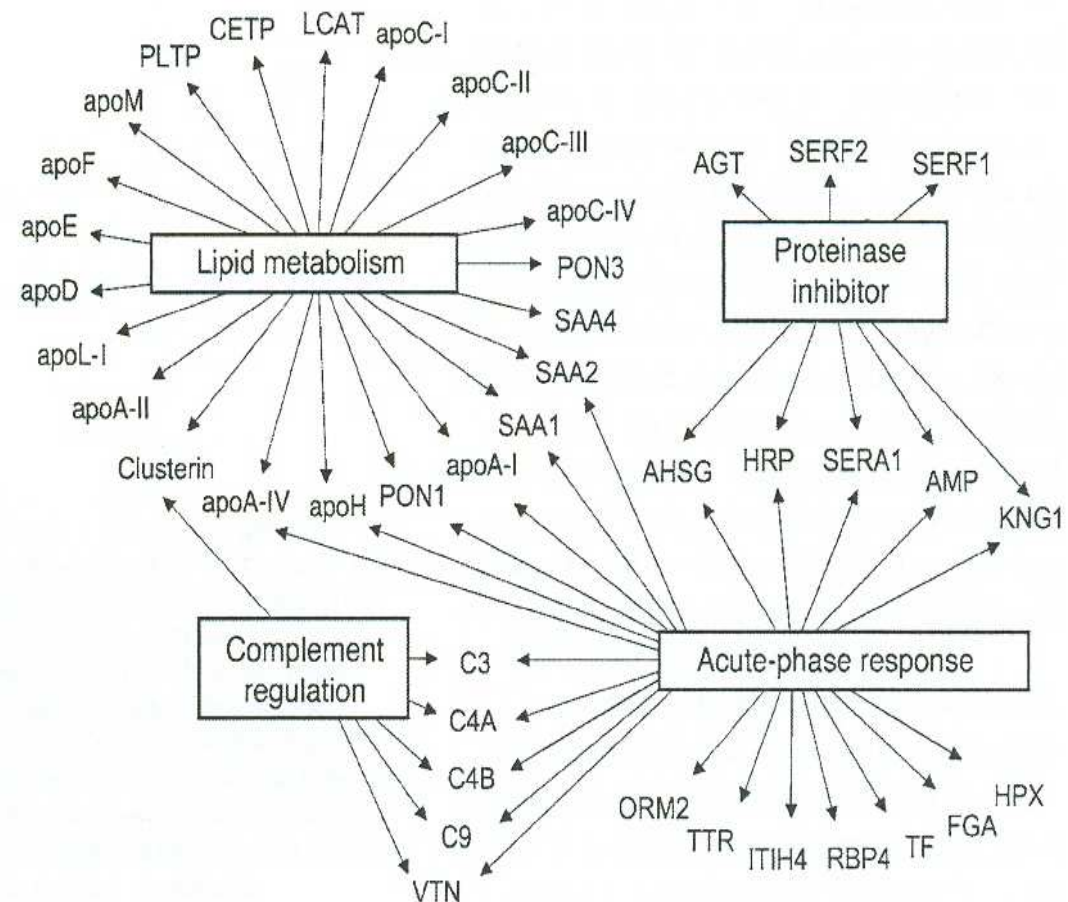 CETP
LCAT
apoC-I
PLTP
apoC-II
apoM
apoC-III
AGT
SERF2
SERF1
apoF
apoC-IV
apoE
Lipid metabolism
PON3
Proteinase
inhibitor
apoD
SAA4
apoL-I
SAA2
apoA-II
SAA1
Clusterin
apoA-IV
apoH
PON1
apoA-I
AHSG
HRP
SERA1
AMP
KNG1
Complement
regulation
C3
Acute-phase response
C4A
C4B
C9
VTN
ORM2
TTR
ITIH4
RBP4
TF
FGA
HPX